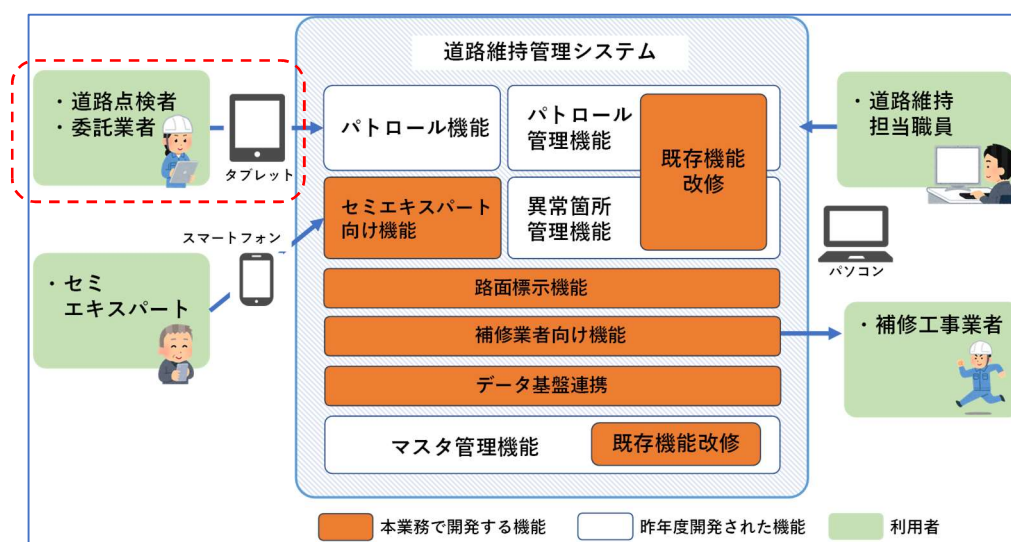 道路維持管理システム
・道路点検者
・委託業者
タブレット
パトロール機能
パトロール
管理機能
既存機能
改修
・道路維持
担当職員
セミエキスパート
向け機能
異常箇所
管理機能
スマートフォン
パソコン
・セミ
エキスパート
路面標示機能
補修業者向け機能
・補修工事業者
データ基盤連携
マスタ管理機能
既存機能改修
本業務で開発する機能
昨年度開発された機能
利用者